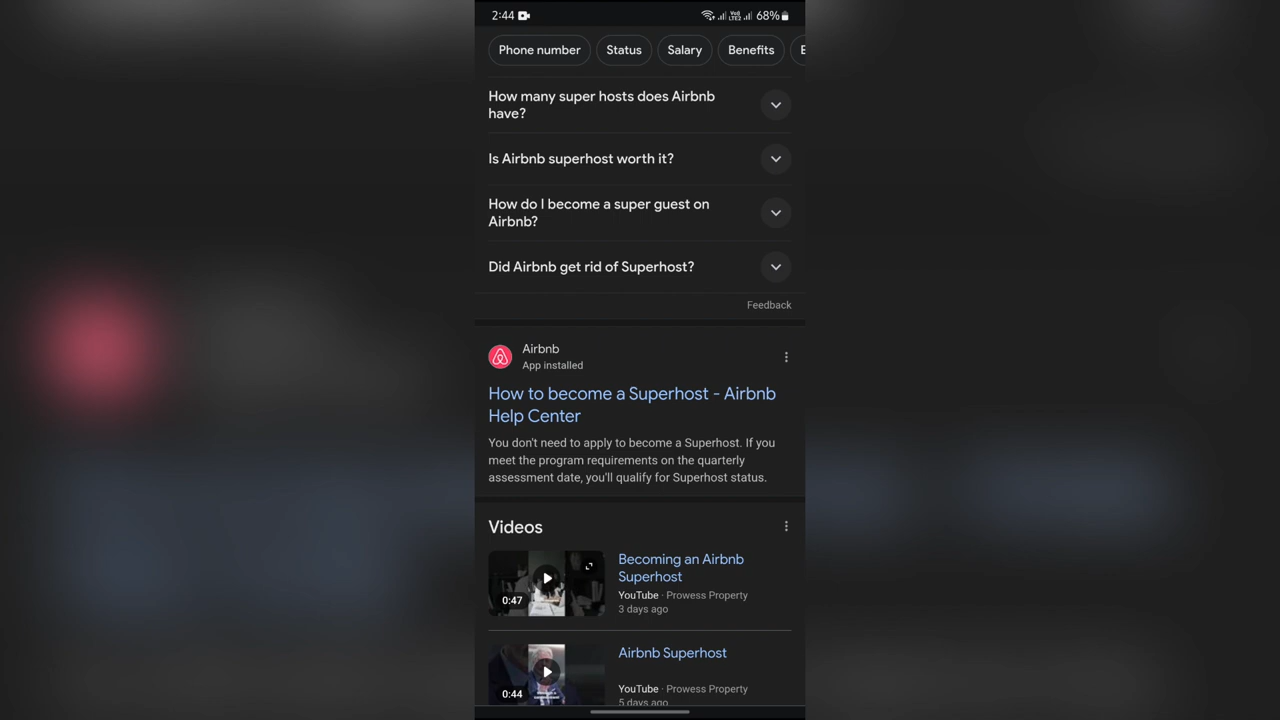 2:44 68%
Phone number Status Salary Benefits
How many super hosts does Airbnb
have?
Is Airbnb superhost worth it?
How do I become a super guest on
Airbnb?
Did Airbnb get rid of Superhost?
Feedback
Airbnb
App installed
How to become a Superhost - Airbnb
Help Center
You don't need to apply to become a Superhost. If you
meet the program requirements on the quarterly
assessment date, you'll qualify for Superhost status.
Videos
Becoming an Airbnb
Superhost
0:47
YouTube · Prowess Property
3 days ago
Airbnb Superhost
0:44
YouTube · Prowess Property
5 days ago